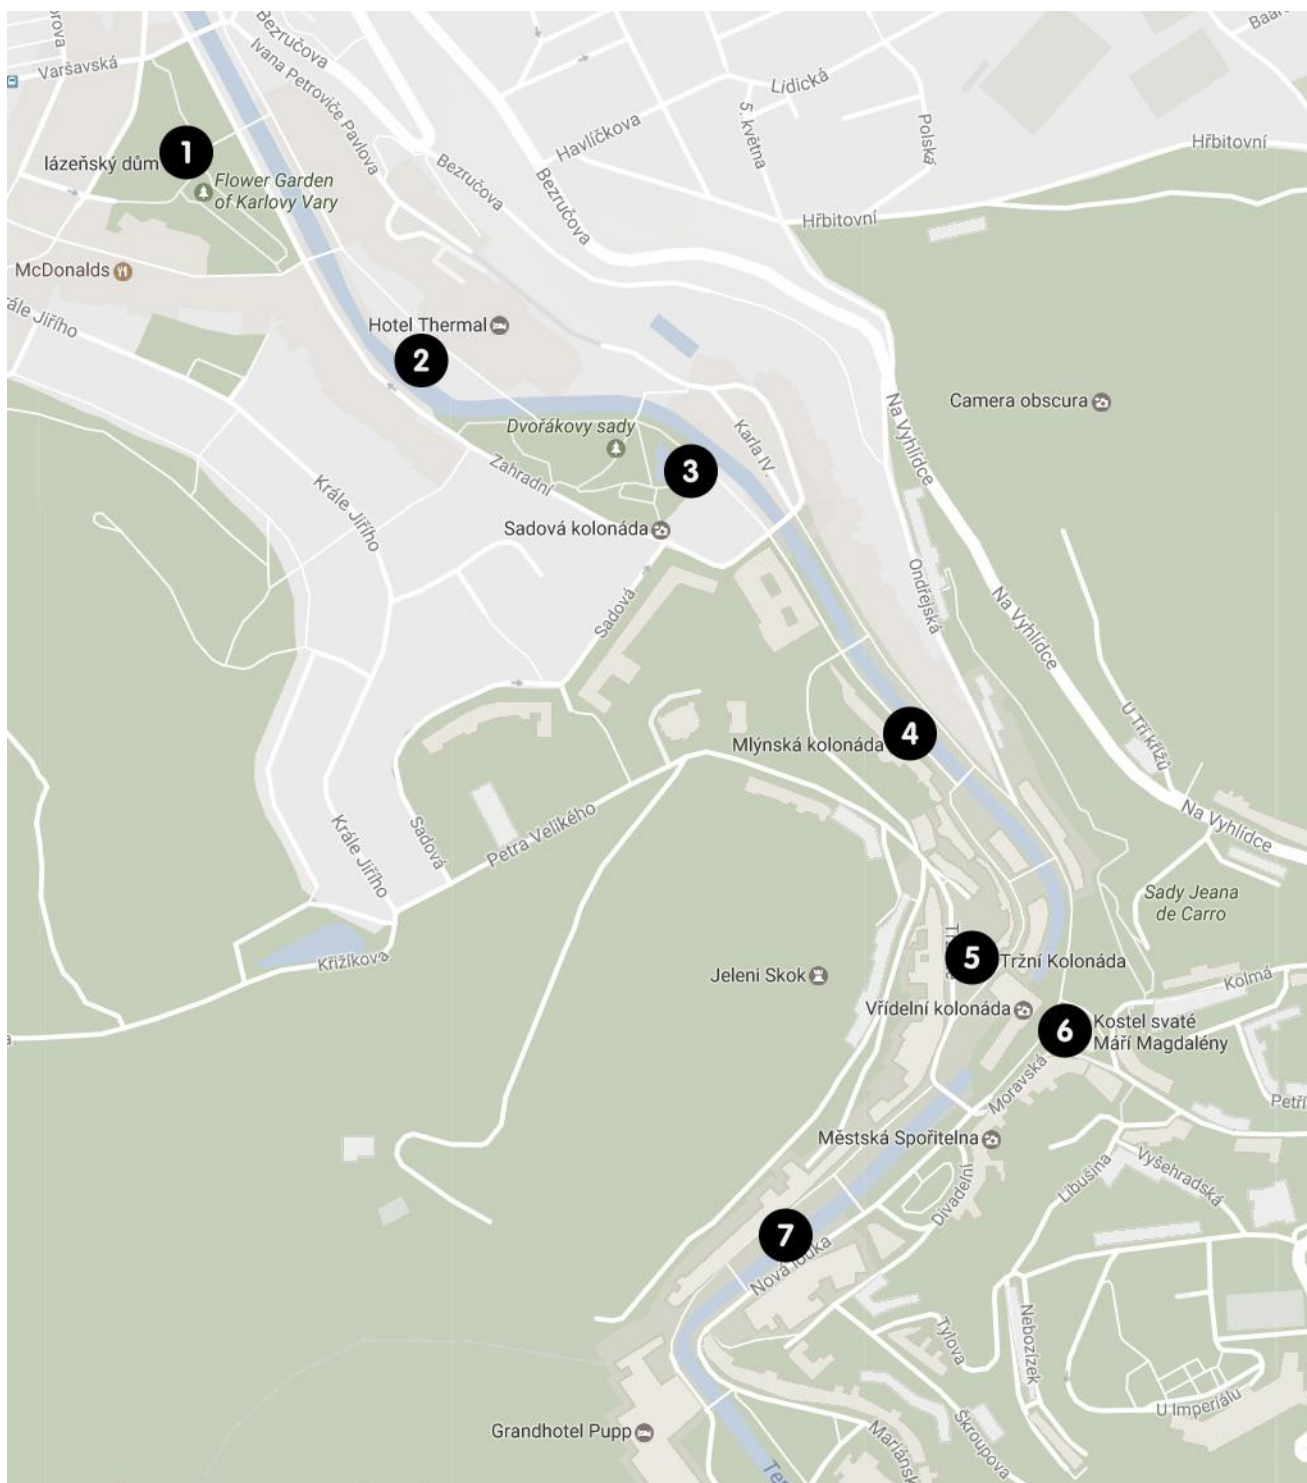 Bezručova
Varšavská
Ivana Petroviče Pavlova
Lidická
5. května
Polská
Havlíčkova
Hřbitovní
1
lázeňský dům
Flower Garden
of Karlovy Vary
Bezručova
Bezručova
Hřbitovní
McDonalds
Krále Jiřího
Hotel Thermal
2
Na Vyhlídce
Camera obscura
Dvořákovy sady
Karla IV.
3
Zahradní
Krále Jiřího
Sadová kolonáda
Ondřejská
Sadová
Na Vyhlídce
U Tří křížů
4
Mlýnská kolonáda
Krále Jiřího
Sadová
Petra Velikého
Na Vyhlídce
Sady Jeana
de Carro
Křižíkova
5
Tržní Kolonáda
Jeleni Skok
Kolmá
Vřídelní kolonáda
6
Kostel svaté
Máří Magdalény
Moravská
Petří
Městská Spořitelna
Divadelní
Libušina
Vyšehradská
7
Nová louka
Tylova
Nebozízek
U Imperiálu
Škroupova
Grandhotel Pupp
Mariánsk